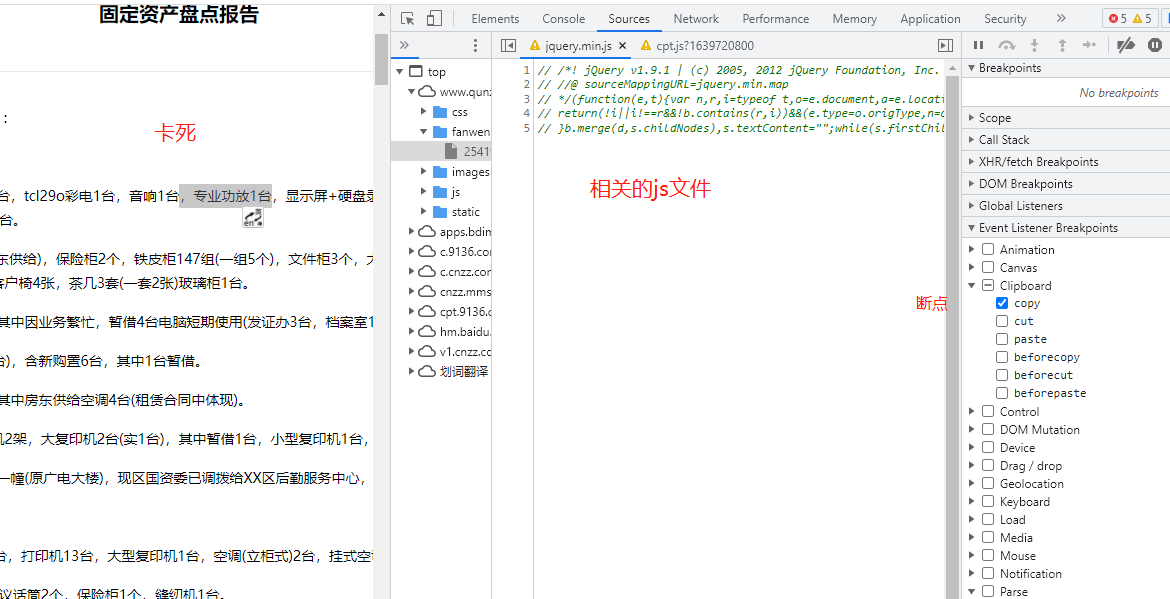 固定资产盘点报告
:
卡死
台，tcl29o彩电1台，音响1台，专业功放1台，显示屏+硬盘录
台。
东供给)，保险柜2个，铁皮柜147组(一组5个)，文件柜3个，
客户椅4张，茶几3套(一套2张)玻璃柜1台。
其中因业务繁忙，暂借4台电脑短期使用(发证办3台，档案室1
台)，含新购置6台，其中1台暂借。
其中房东供给空调4台(租赁合同中体现)。
机2架，大复印机2台(实1台)，其中暂借1台，小型复印机1台，
一幢(原广电大楼)，现区国资委已调拨给XX区后勤服务中心，
台，打印机13台，大型复印机1台，空调(立柜式)2台，挂式空
议话筒2个，保险柜1个，缝纫机1台。
Elements Console Sources Network Performance Memory Application Security » 5 5
» jquery.min.js × cpt.js?1639720800
top
www.qunz
css
fanwen
2541
images
js
static
apps.bdim
c.9136.co
c.cnzz.co
cnzz.mms
cpt.9136.c
hm.baidu.
v1.cnzz.co
划词翻译
1 // /*! jQuery v1.9.1 | (c) 2005, 2012 jQuery Foundation, Inc.
2 // //@ sourceMappingURL=jquery.min.map
3 // */(function(e,t){var n,r,i=typeof t,o=e.document,a=e.locati
4 // return(!i||i!==r&&!b.contains(r,i))&&(e.type=o.origType,n=o
5 // }b.merge(d,s.childNodes),s.textContent="";while(s.firstChil
相关的js文件
断点
Breakpoints
No breakpoints
Scope
Call Stack
XHR/fetch Breakpoints
DOM Breakpoints
Global Listeners
Event Listener Breakpoints
Animation
Canvas
Clipboard
copy
cut
paste
beforecopy
beforecut
beforepaste
Control
DOM Mutation
Device
Drag / drop
Geolocation
Keyboard
Load
Media
Mouse
Notification
Parse